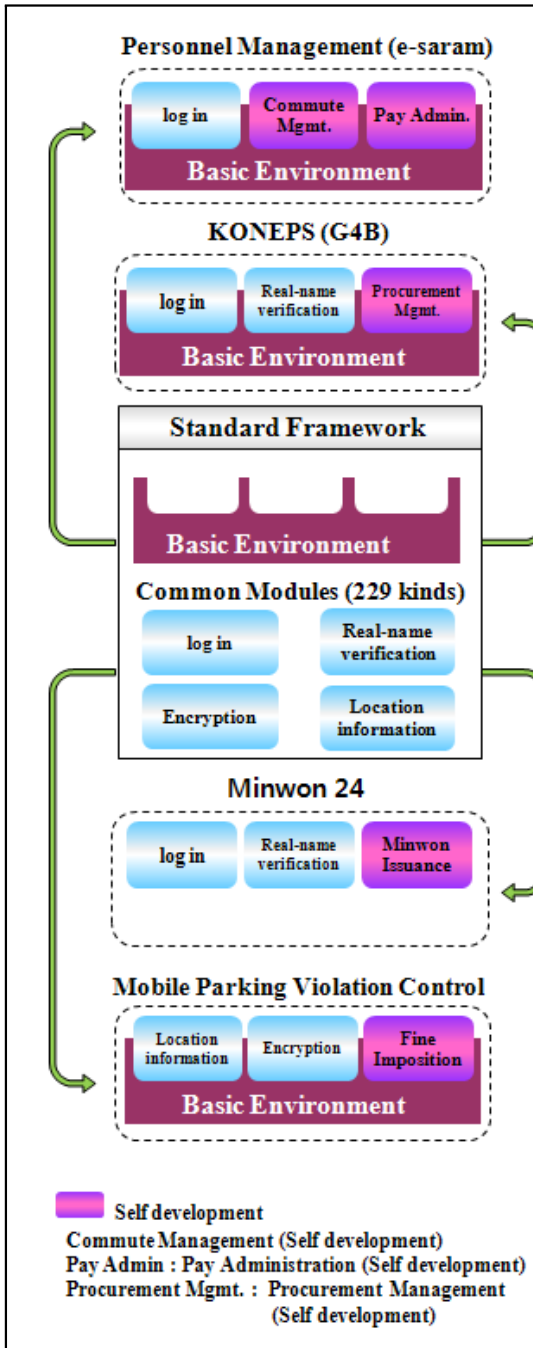 Personnel Management (e-saram)
log in
Commute
Mgmt.
Pay Admin.
Basic Environment
KONEPS (G4B)
log in
Real-name
verification
Procurement
Mgmt.
Basic Environment
Standard Framework
Basic Environment
Common Modules (229 kinds)
log in
Real-name
verification
Encryption
Location
information
Minwon 24
log in
Real-name
verification
Minwon
Issuance
Mobile Parking Violation Control
Location
information
Encryption
Fine
Imposition
Basic Environment
Self development
Commute Management (Self development)
Pay Admin : Pay Administration (Self development)
Procurement Mgmt. : Procurement Management
(Self development)